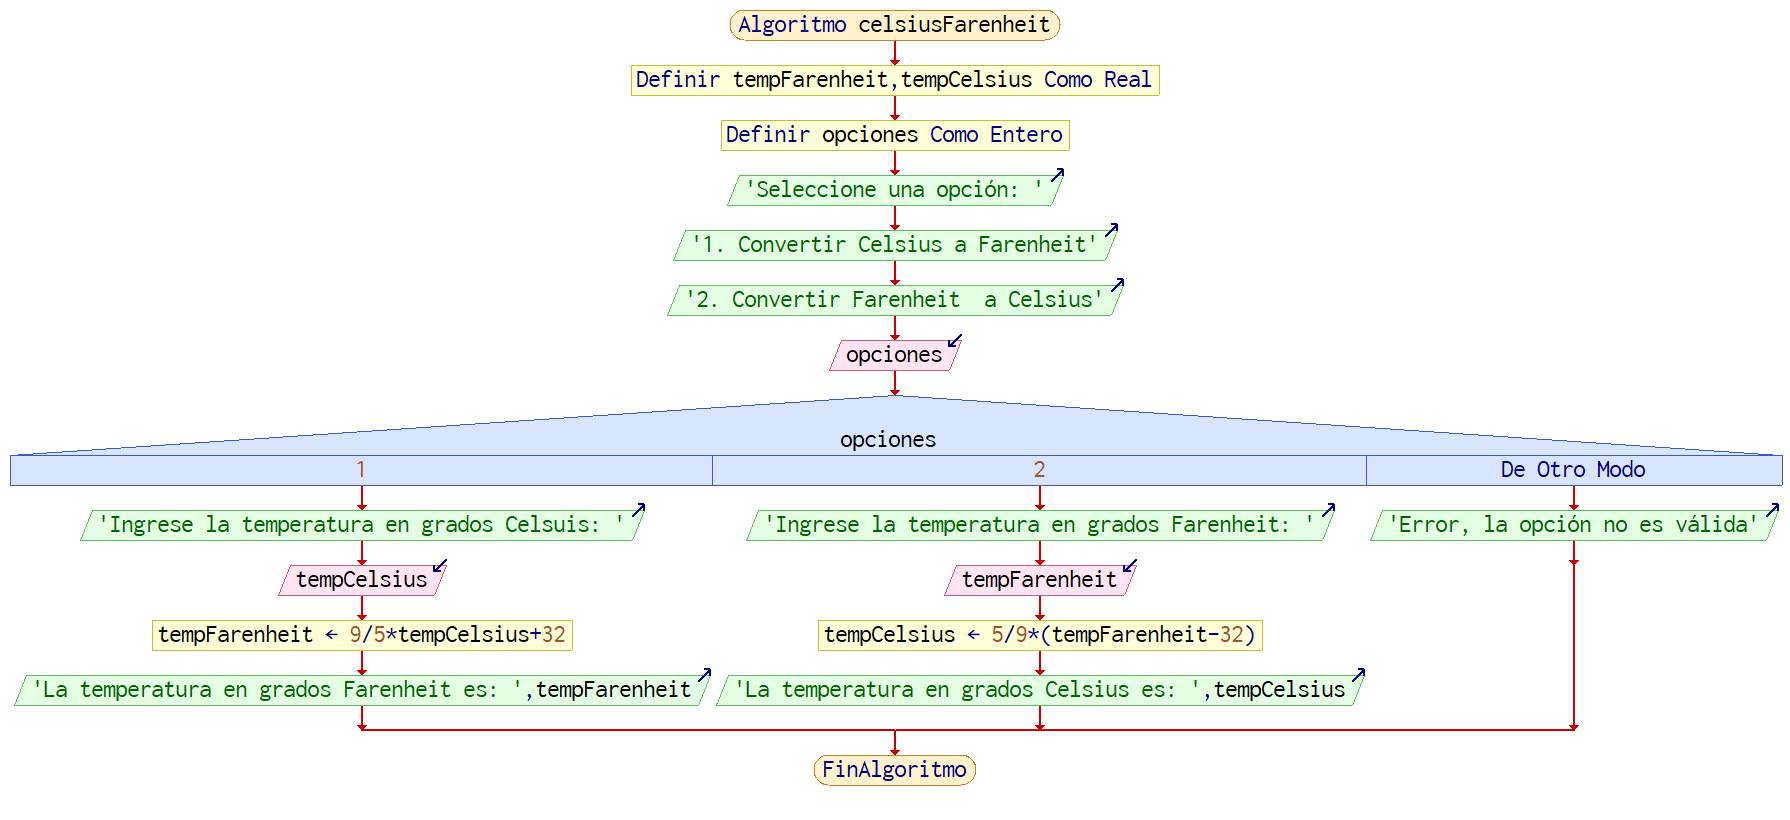 Algoritmo celsiusFarenheit
Definir tempFarenheit,tempCelsius Como Real
Definir opciones Como Entero
'Seleccione una opción: '
'1. Convertir Celsius a Farenheit'
'2. Convertir Farenheit  a Celsius'
opciones
opciones
1
2
De Otro Modo
'Ingrese la temperatura en grados Celsuis: '
'Ingrese la temperatura en grados Farenheit: '
'Error, la opción no es válida'
tempCelsius
tempFarenheit
tempFarenheit ← 9/5*tempCelsius+32
tempCelsius ← 5/9*(tempFarenheit-32)
'La temperatura en grados Farenheit es: ',tempFarenheit
'La temperatura en grados Celsius es: ',tempCelsius
FinAlgoritmo